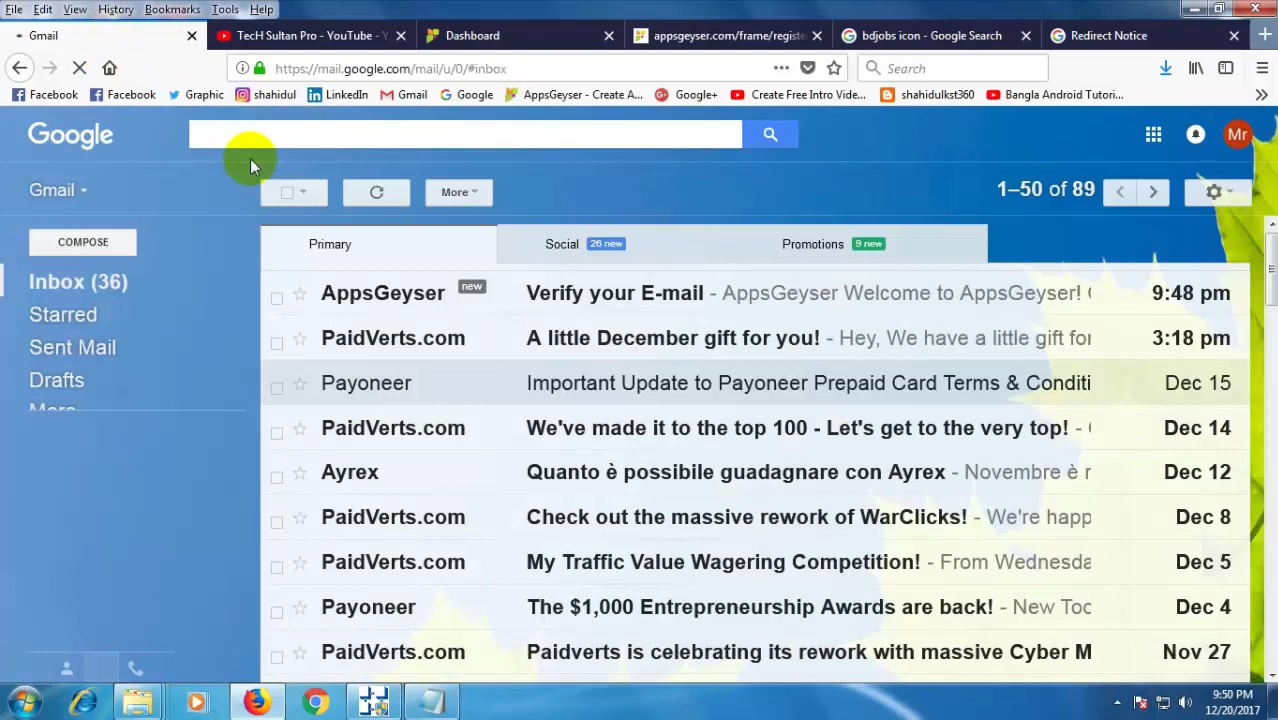 File Edit View History Bookmarks Tools Help
Gmail
TecH Sultan Pro - YouTube - Y
Dashboard
appsgeyser.com/frame/registe
bdjobs icon - Google Search
Redirect Notice
https://mail.google.com/mail/u/0/#inbox
Search
Facebook Facebook Graphic shahidul LinkedIn Gmail Google AppsGeyser - Create A... Google+ Create Free Intro Vide... shahidulkst360 Bangla Android Tutori...
Google
Mr
Gmail
More
1–50 of 89
COMPOSE
Primary
Social 26 new
Promotions 9 new
Inbox (36)
Starred
Sent Mail
Drafts
More
AppsGeyser new Verify your E-mail - AppsGeyser Welcome to AppsGeyser! 9:48 pm
PaidVerts.com A little December gift for you! - Hey, We have a little gift for 3:18 pm
Payoneer Important Update to Payoneer Prepaid Card Terms & Conditi Dec 15
PaidVerts.com We've made it to the top 100 - Let's get to the very top! - Dec 14
Ayrex Quanto è possibile guadagnare con Ayrex - Novembre è Dec 12
PaidVerts.com Check out the massive rework of WarClicks! - We're happ Dec 8
PaidVerts.com My Traffic Value Wagering Competition! - From Wednesda Dec 5
Payoneer The $1,000 Entrepreneurship Awards are back! - New Toc Dec 4
PaidVerts.com Paidverts is celebrating its rework with massive Cyber M Nov 27
9:50 PM
12/20/2017